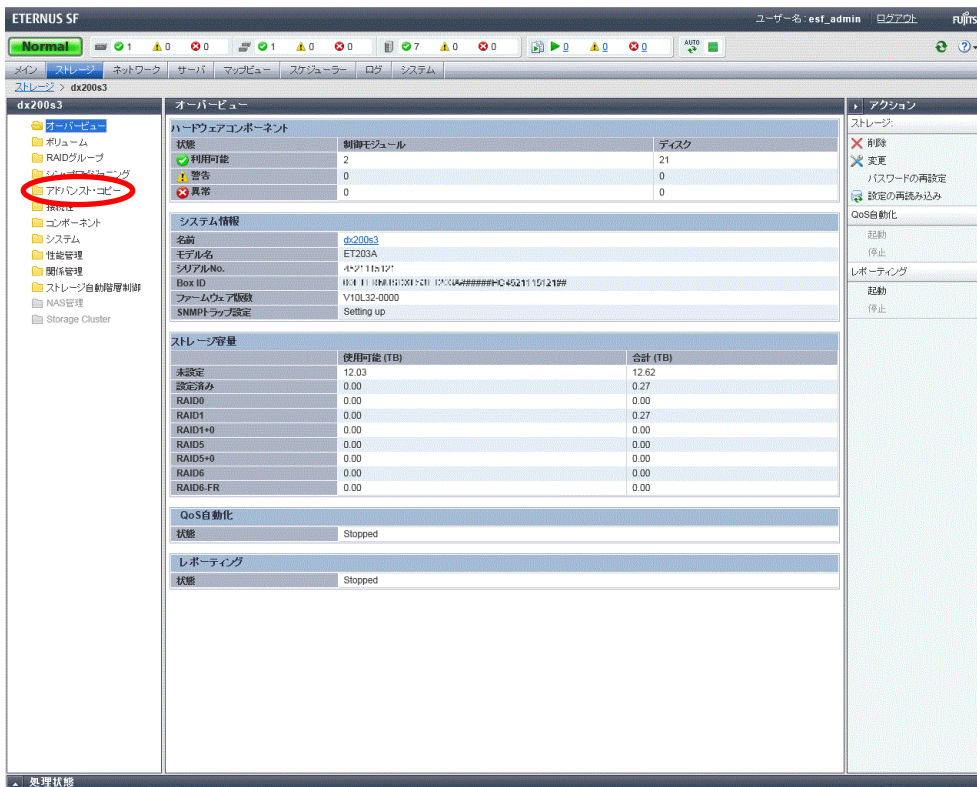 ETERNUS SF ユーザー名 : esf_admin ログアウト
Normal 1 0 0 1 0 0 7 0 0 0 0 0 AUTO
メイン ストレージ ネットワーク サーバ マップビュー スケジューラー ログ システム
ストレージ > dx200s3
dx200s3
オーバービュー
ボリューム
RAIDグループ
アドバンスト・コピー
接続性
コンポーネント
システム
性能管理
関係管理
ストレージ自動階層制御
NAS管理
Storage Cluster
オーバービュー
ハードウェアコンポーネント
状態 制御モジュール ディスク
利用可能 2 21
警告 0 0
異常 0 0
システム情報
名前 dx200s3
モデル名 ET203A
シリアルNo.
Box ID
ファームウェア版数 V10L32-0000
SNMPトラップ設定 Setting up
ストレージ容量
使用可能 (TB) 合計 (TB)
未設定 12.03 12.62
設定済み 0.00 0.27
RAID0 0.00 0.00
RAID1 0.00 0.27
RAID1+0 0.00 0.00
RAID5 0.00 0.00
RAID5+0 0.00 0.00
RAID6 0.00 0.00
RAID6-FR 0.00 0.00
QoS自動化
状態 Stopped
レポーティング
状態 Stopped
アクション
ストレージ:
削除
変更
パスワードの再設定
設定の再読み込み
QoS自動化
起動
停止
レポーティング
起動
停止
処理状態